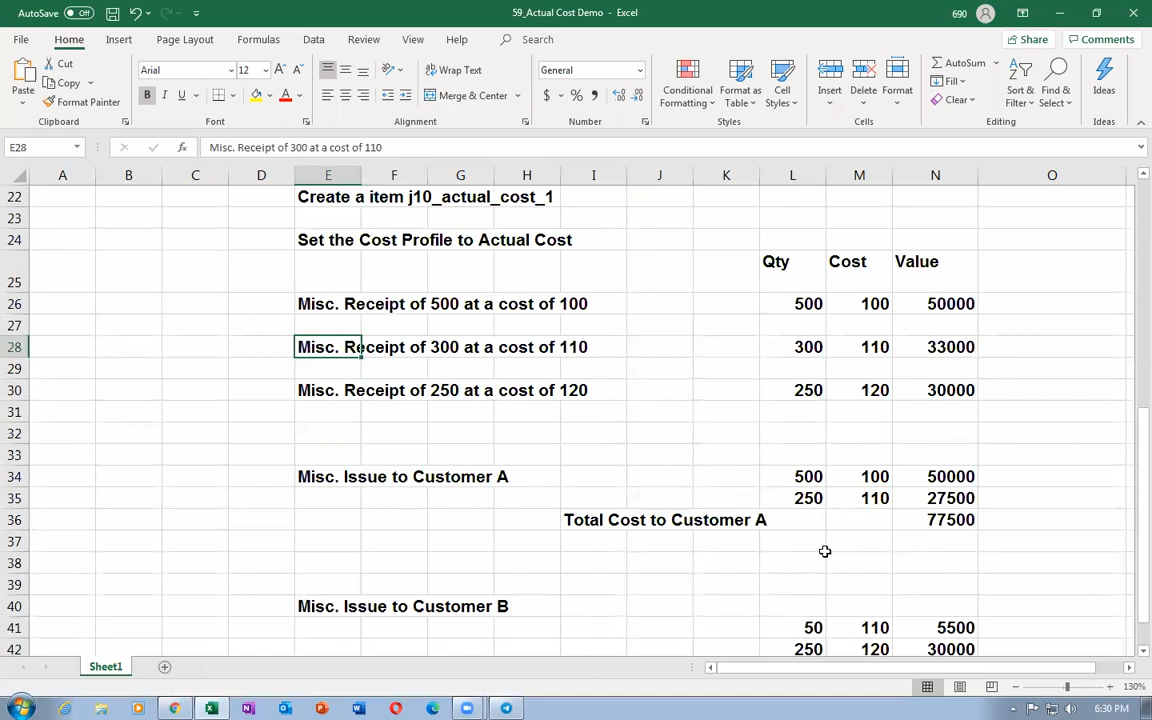 AutoSave Off 59_Actual Cost Demo - Excel 690
File Home Insert Page Layout Formulas Data Review View Help Search Share Comments
Cut Arial 12 Wrap Text General AutoSum
Paste Copy Merge & Center $ % Conditional Formatting Format as Table Cell Styles Insert Delete Format Fill Sort & Filter Find & Select Ideas
Format Painter B I U A Clear
Clipboard Font Alignment Number Styles Cells Editing Ideas
E28 fx Misc. Receipt of 300 at a cost of 110
A B C D E F G H I J K L M N O
22 Create a item j10_actual_cost_1
23
24 Set the Cost Profile to Actual Cost
25 Qty Cost Value
26 Misc. Receipt of 500 at a cost of 100 500 100 50000
27
28 Misc. Receipt of 300 at a cost of 110 300 110 33000
29
30 Misc. Receipt of 250 at a cost of 120 250 120 30000
31
32
33
34 Misc. Issue to Customer A 500 100 50000
35 250 110 27500
36 Total Cost to Customer A 77500
37
38
39
40 Misc. Issue to Customer B
41 50 110 5500
42 250 120 30000
Sheet1
130%
6:30 PM